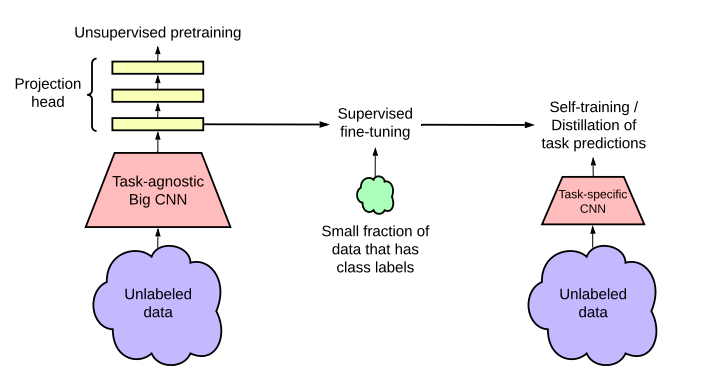 Unsupervised pretraining
Projection
head
Task-agnostic
Big CNN
Unlabeled
data
Supervised
fine-tuning
Small fraction of
data that has
class labels
Self-training /
Distillation of
task predictions
Task-specific
CNN
Unlabeled
data